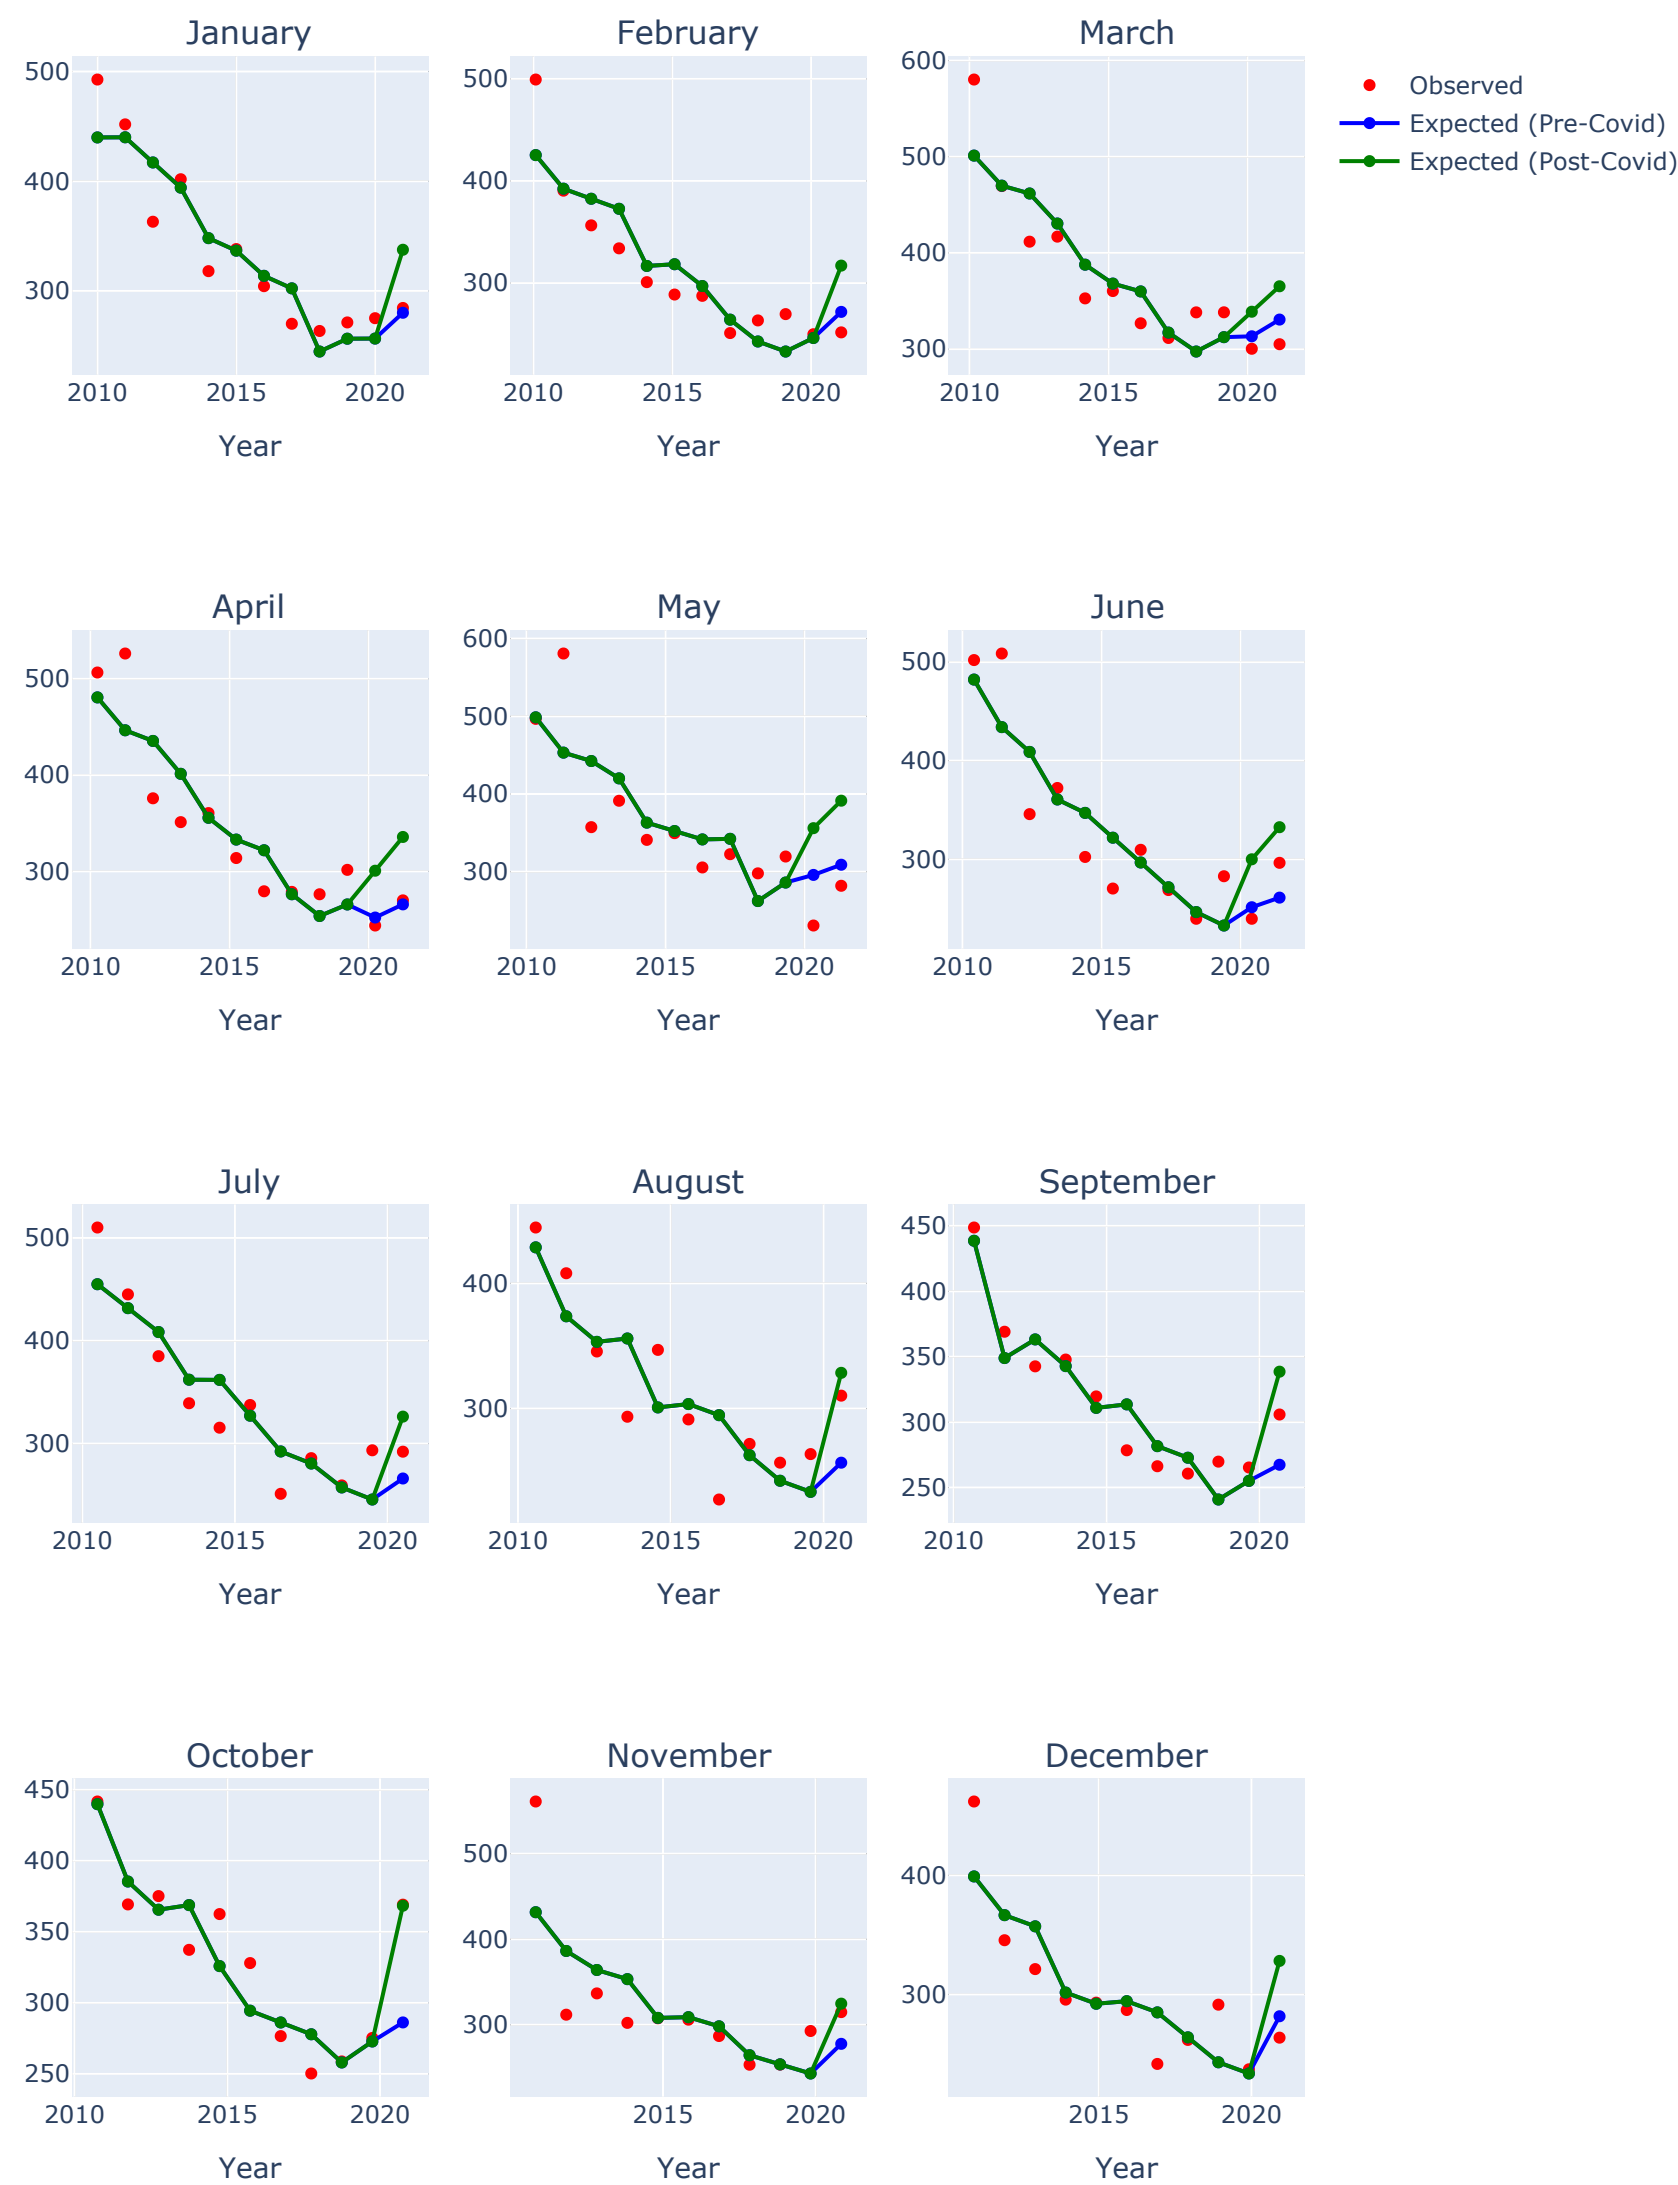 January
February
March
500
400
300
2010
2015
2020
Year
500
400
300
2010
2015
2020
Year
600
500
400
300
2010
2015
2020
Year
Observed
Expected (Pre-Covid)
Expected (Post-Covid)
April
May
June
500
400
300
2010
2015
2020
Year
600
500
400
300
2010
2015
2020
Year
500
400
300
2010
2015
2020
Year
July
August
September
500
400
300
2010
2015
2020
Year
400
300
2010
2015
2020
Year
450
400
350
300
250
2010
2015
2020
Year
October
November
December
450
400
350
300
250
2010
2015
2020
Year
500
400
300
2015
2020
Year
400
300
2015
2020
Year